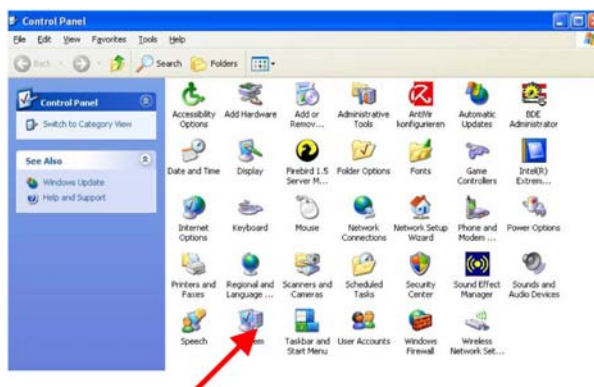 Control Panel
File Edit View Favorites Tools Help
Back Search Folders
Control Panel
Switch to Category View
See Also
Windows Update
Help and Support
Accessibility Options
Add Hardware
Add or Remov...
Administrative Tools
AntiVir konfigurieren
Automatic Updates
BDE Administrator
Date and Time
Display
Firebird 1.5 Server M...
Folder Options
Fonts
Game Controllers
Intel(R) Extrem...
Internet Options
Keyboard
Mouse
Network Connections
Network Setup Wizard
Phone and Modem ...
Power Options
Printers and Faxes
Regional and Language ...
Scanners and Cameras
Scheduled Tasks
Security Center
Sound Effect Manager
Sounds and Audio Devices
Speech
Taskbar and Start Menu
User Accounts
Windows Firewall
Wireless Network Set...